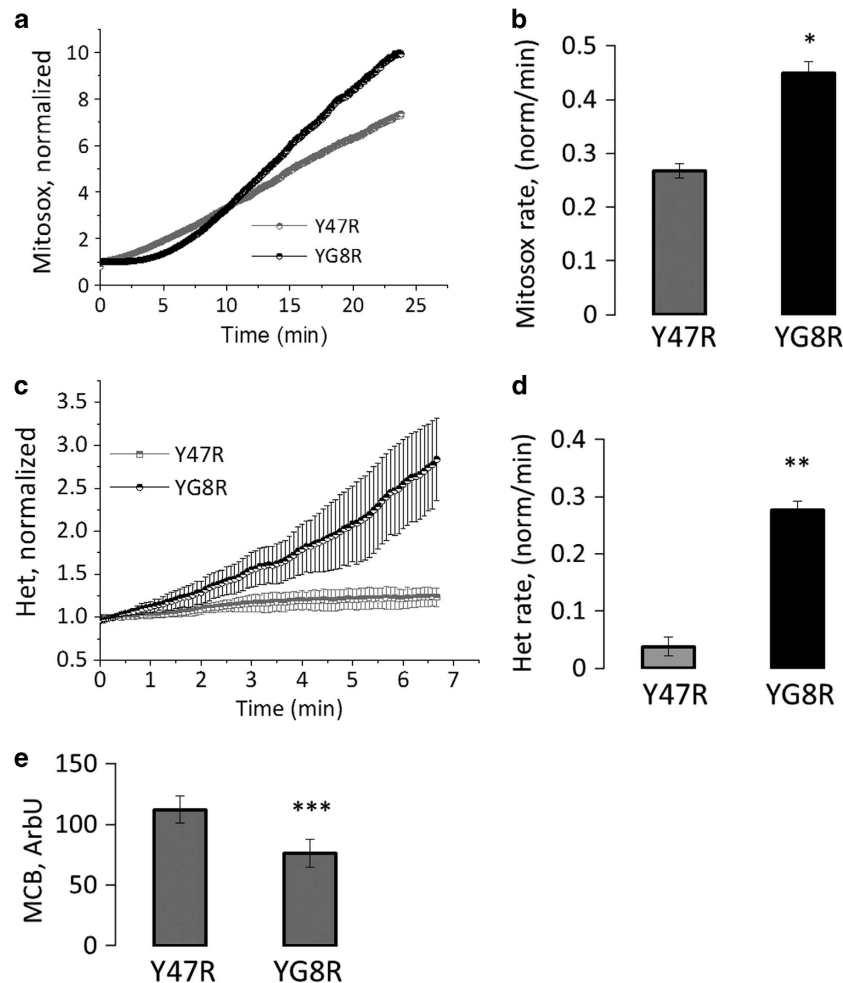 a
Mitosox, normalized
10
8
6
4
2
1
0
0 5 10 15 20 25
Time (min)
Y47R
YG8R
b
Mitosox rate, (norm/min)
0.5
0.4
0.3
0.2
0.1
0
*
Y47R YG8R
c
Het, normalized
3.5
3.0
2.5
2.0
1.5
1.0
0.5
0 1 2 3 4 5 6 7
Time (min)
Y47R
YG8R
d
Het rate, (norm/min)
0.4
0.3
0.2
0.1
0
**
Y47R YG8R
e
MCB, ArbU
150
100
50
0
***
Y47R YG8R